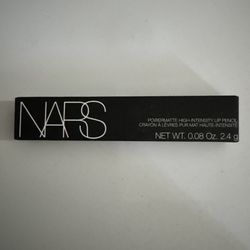 NARS
POWERMATTE HIGH-INTENSITY LIP PENCIL
CRAYON À LÈVRES PUR MAT HAUTE-INTENSITÉ
NET WT. 0.08 Oz. 2.4 g